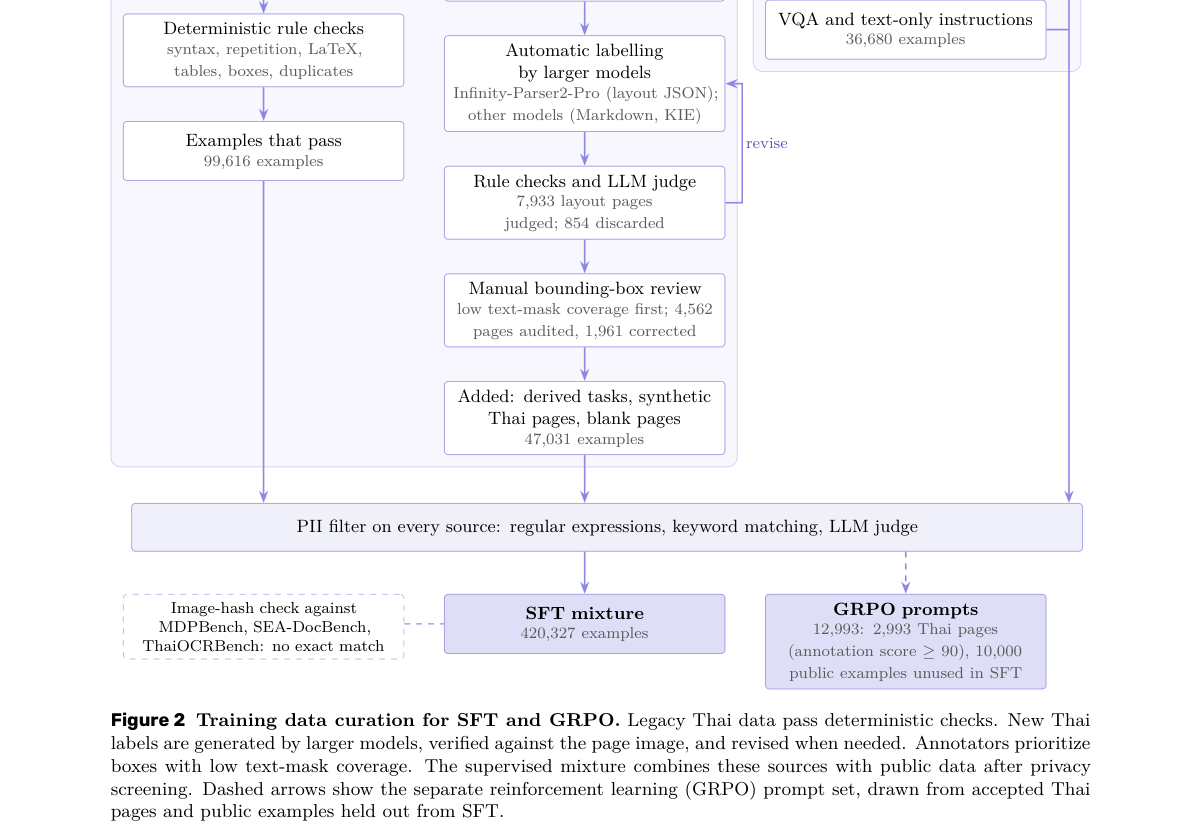 Deterministic rule checks
syntax, repetition, LaTeX,
tables, boxes, duplicates
Examples that pass
99,616 examples
Automatic labelling
by larger models
Infinity-Parser2-Pro (layout JSON);
other models (Markdown, KIE)
revise
Rule checks and LLM judge
7,933 layout pages
judged; 854 discarded
Manual bounding-box review
low text-mask coverage first; 4,562
pages audited, 1,961 corrected
Added: derived tasks, synthetic
Thai pages, blank pages
47,031 examples
VQA and text-only instructions
36,680 examples
PII filter on every source: regular expressions, keyword matching, LLM judge
Image-hash check against
MDPBench, SEA-DocBench,
ThaiOCRBench: no exact match
SFT mixture
420,327 examples
GRPO prompts
12,993: 2,993 Thai pages
(annotation score ≥ 90), 10,000
public examples unused in SFT
Figure 2 Training data curation for SFT and GRPO. Legacy Thai data pass deterministic checks. New Thai
labels are generated by larger models, verified against the page image, and revised when needed. Annotators prioritize
boxes with low text-mask coverage. The supervised mixture combines these sources with public data after privacy
screening. Dashed arrows show the separate reinforcement learning (GRPO) prompt set, drawn from accepted Thai
pages and public examples held out from SFT.